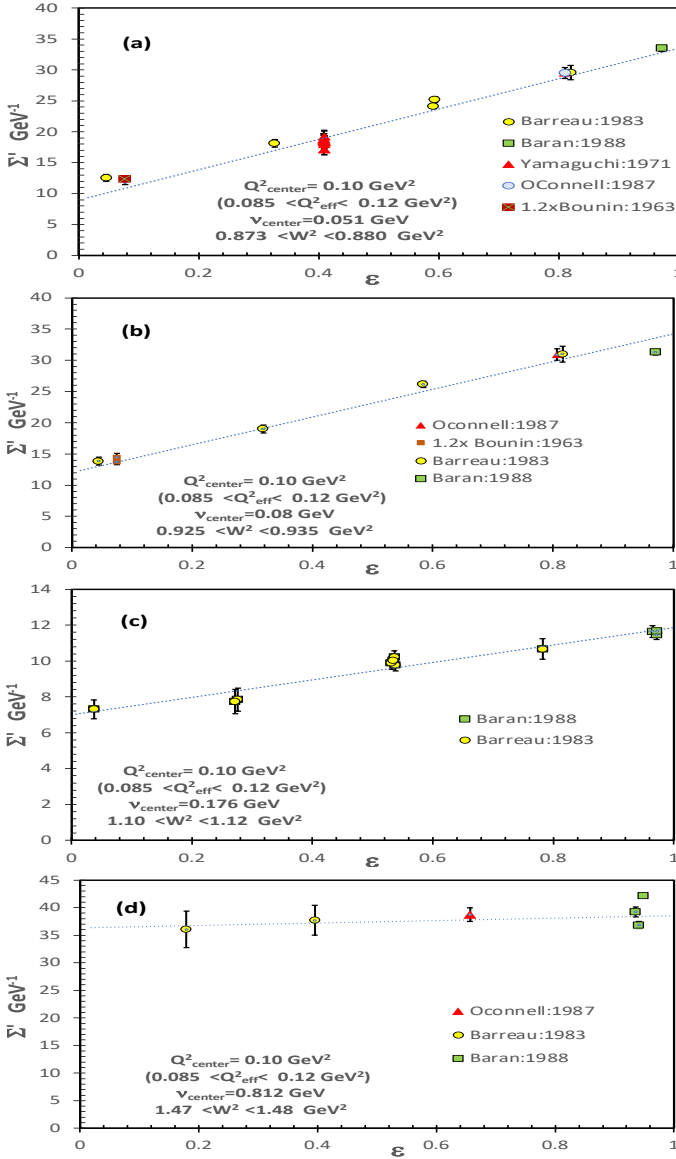 40
35
30
25
20
15
10
5
0
Σ' GeV⁻¹
(a)
Barreau:1983
Baran:1988
Yamaguchi:1971
OConnell:1987
1.2xBounin:1963
Q²center= 0.10 GeV²
(0.085 <Q²eff< 0.12 GeV²)
νcenter=0.051 GeV
0.873 <W² <0.880 GeV²
0 0.2 0.4 0.6 0.8 1
ε
40
35
30
25
20
15
10
5
0
Σ' GeV⁻¹
(b)
Oconnell:1987
1.2x Bounin:1963
Barreau:1983
Baran:1988
Q²center= 0.10 GeV²
(0.085 <Q²eff< 0.12 GeV²)
νcenter=0.08 GeV
0.925 <W² <0.935 GeV²
0 0.2 0.4 0.6 0.8 1
ε
14
12
10
8
6
4
2
0
Σ' GeV⁻¹
(c)
Baran:1988
Barreau:1983
Q²center= 0.10 GeV²
(0.085 <Q²eff< 0.12 GeV²)
νcenter=0.176 GeV
1.10 <W² <1.12 GeV²
0 0.2 0.4 0.6 0.8 1
ε
45
40
35
30
25
20
15
10
5
0
Σ' GeV⁻¹
(d)
Oconnell:1987
Barreau:1983
Baran:1988
Q²center= 0.10 GeV²
(0.085 <Q²eff< 0.12 GeV²)
νcenter=0.812 GeV
1.47 <W² <1.48 GeV²
0 0.2 0.4 0.6 0.8 1
ε